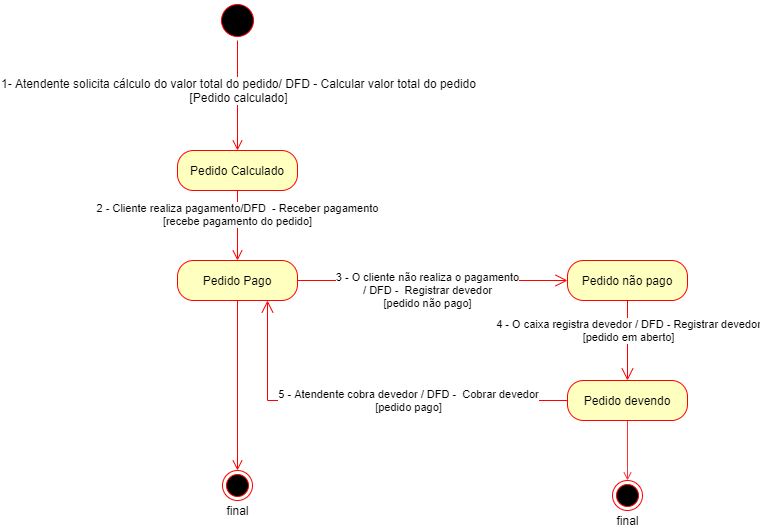 1- Atendente solicita cálculo do valor total do pedido/ DFD - Calcular valor total do pedido
[Pedido calculado]
Pedido Calculado
2 - Cliente realiza pagamento/DFD - Receber pagamento
[recebe pagamento do pedido]
Pedido Pago
3 - O cliente não realiza o pagamento
/ DFD - Registrar devedor
[pedido não pago]
Pedido não pago
4 - O caixa registra devedor / DFD - Registrar devedor
[pedido em aberto]
5 - Atendente cobra devedor / DFD - Cobrar devedor
[pedido pago]
Pedido devendo
final
final